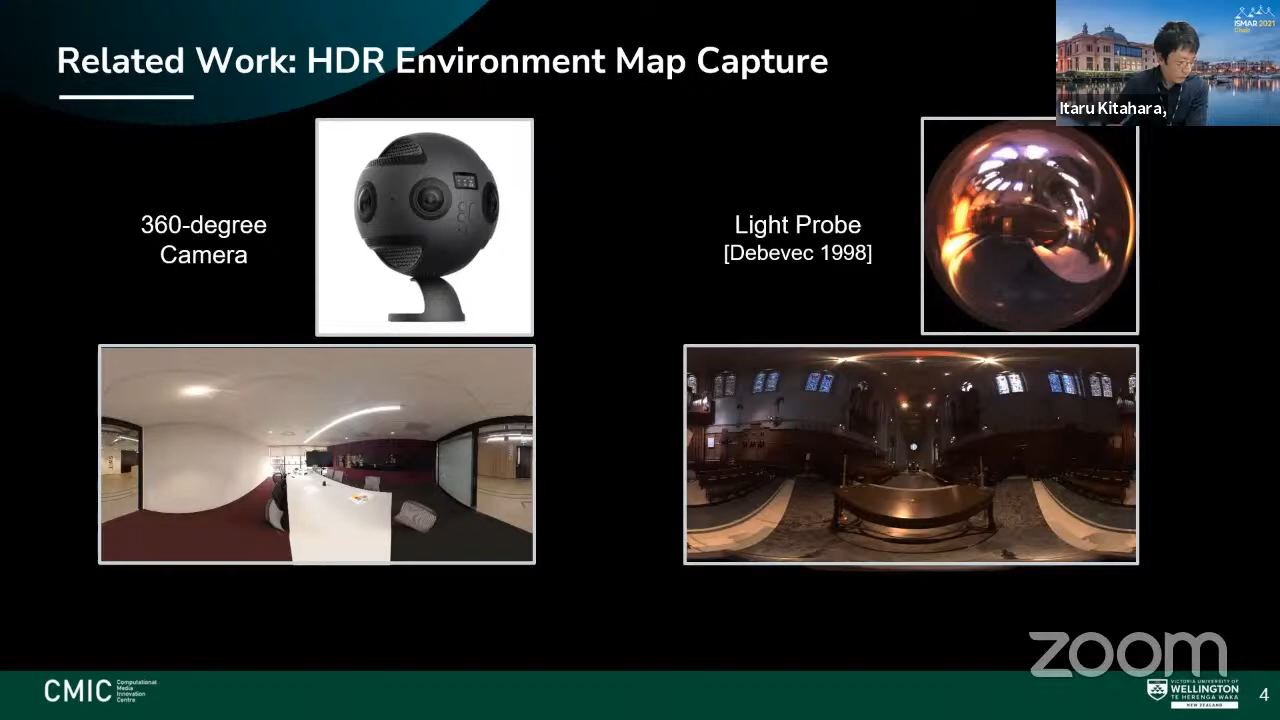 Related Work: HDR Environment Map Capture
ISMAR 2021
Chair
Itaru Kitahara,
360-degree
Camera
Light Probe
[Debevec 1998]
zoom
CMIC
Computational
Media
Innovation
Centre
VICTORIA UNIVERSITY OF
WELLINGTON
TE HERENGA WAKA
NEW ZEALAND
4